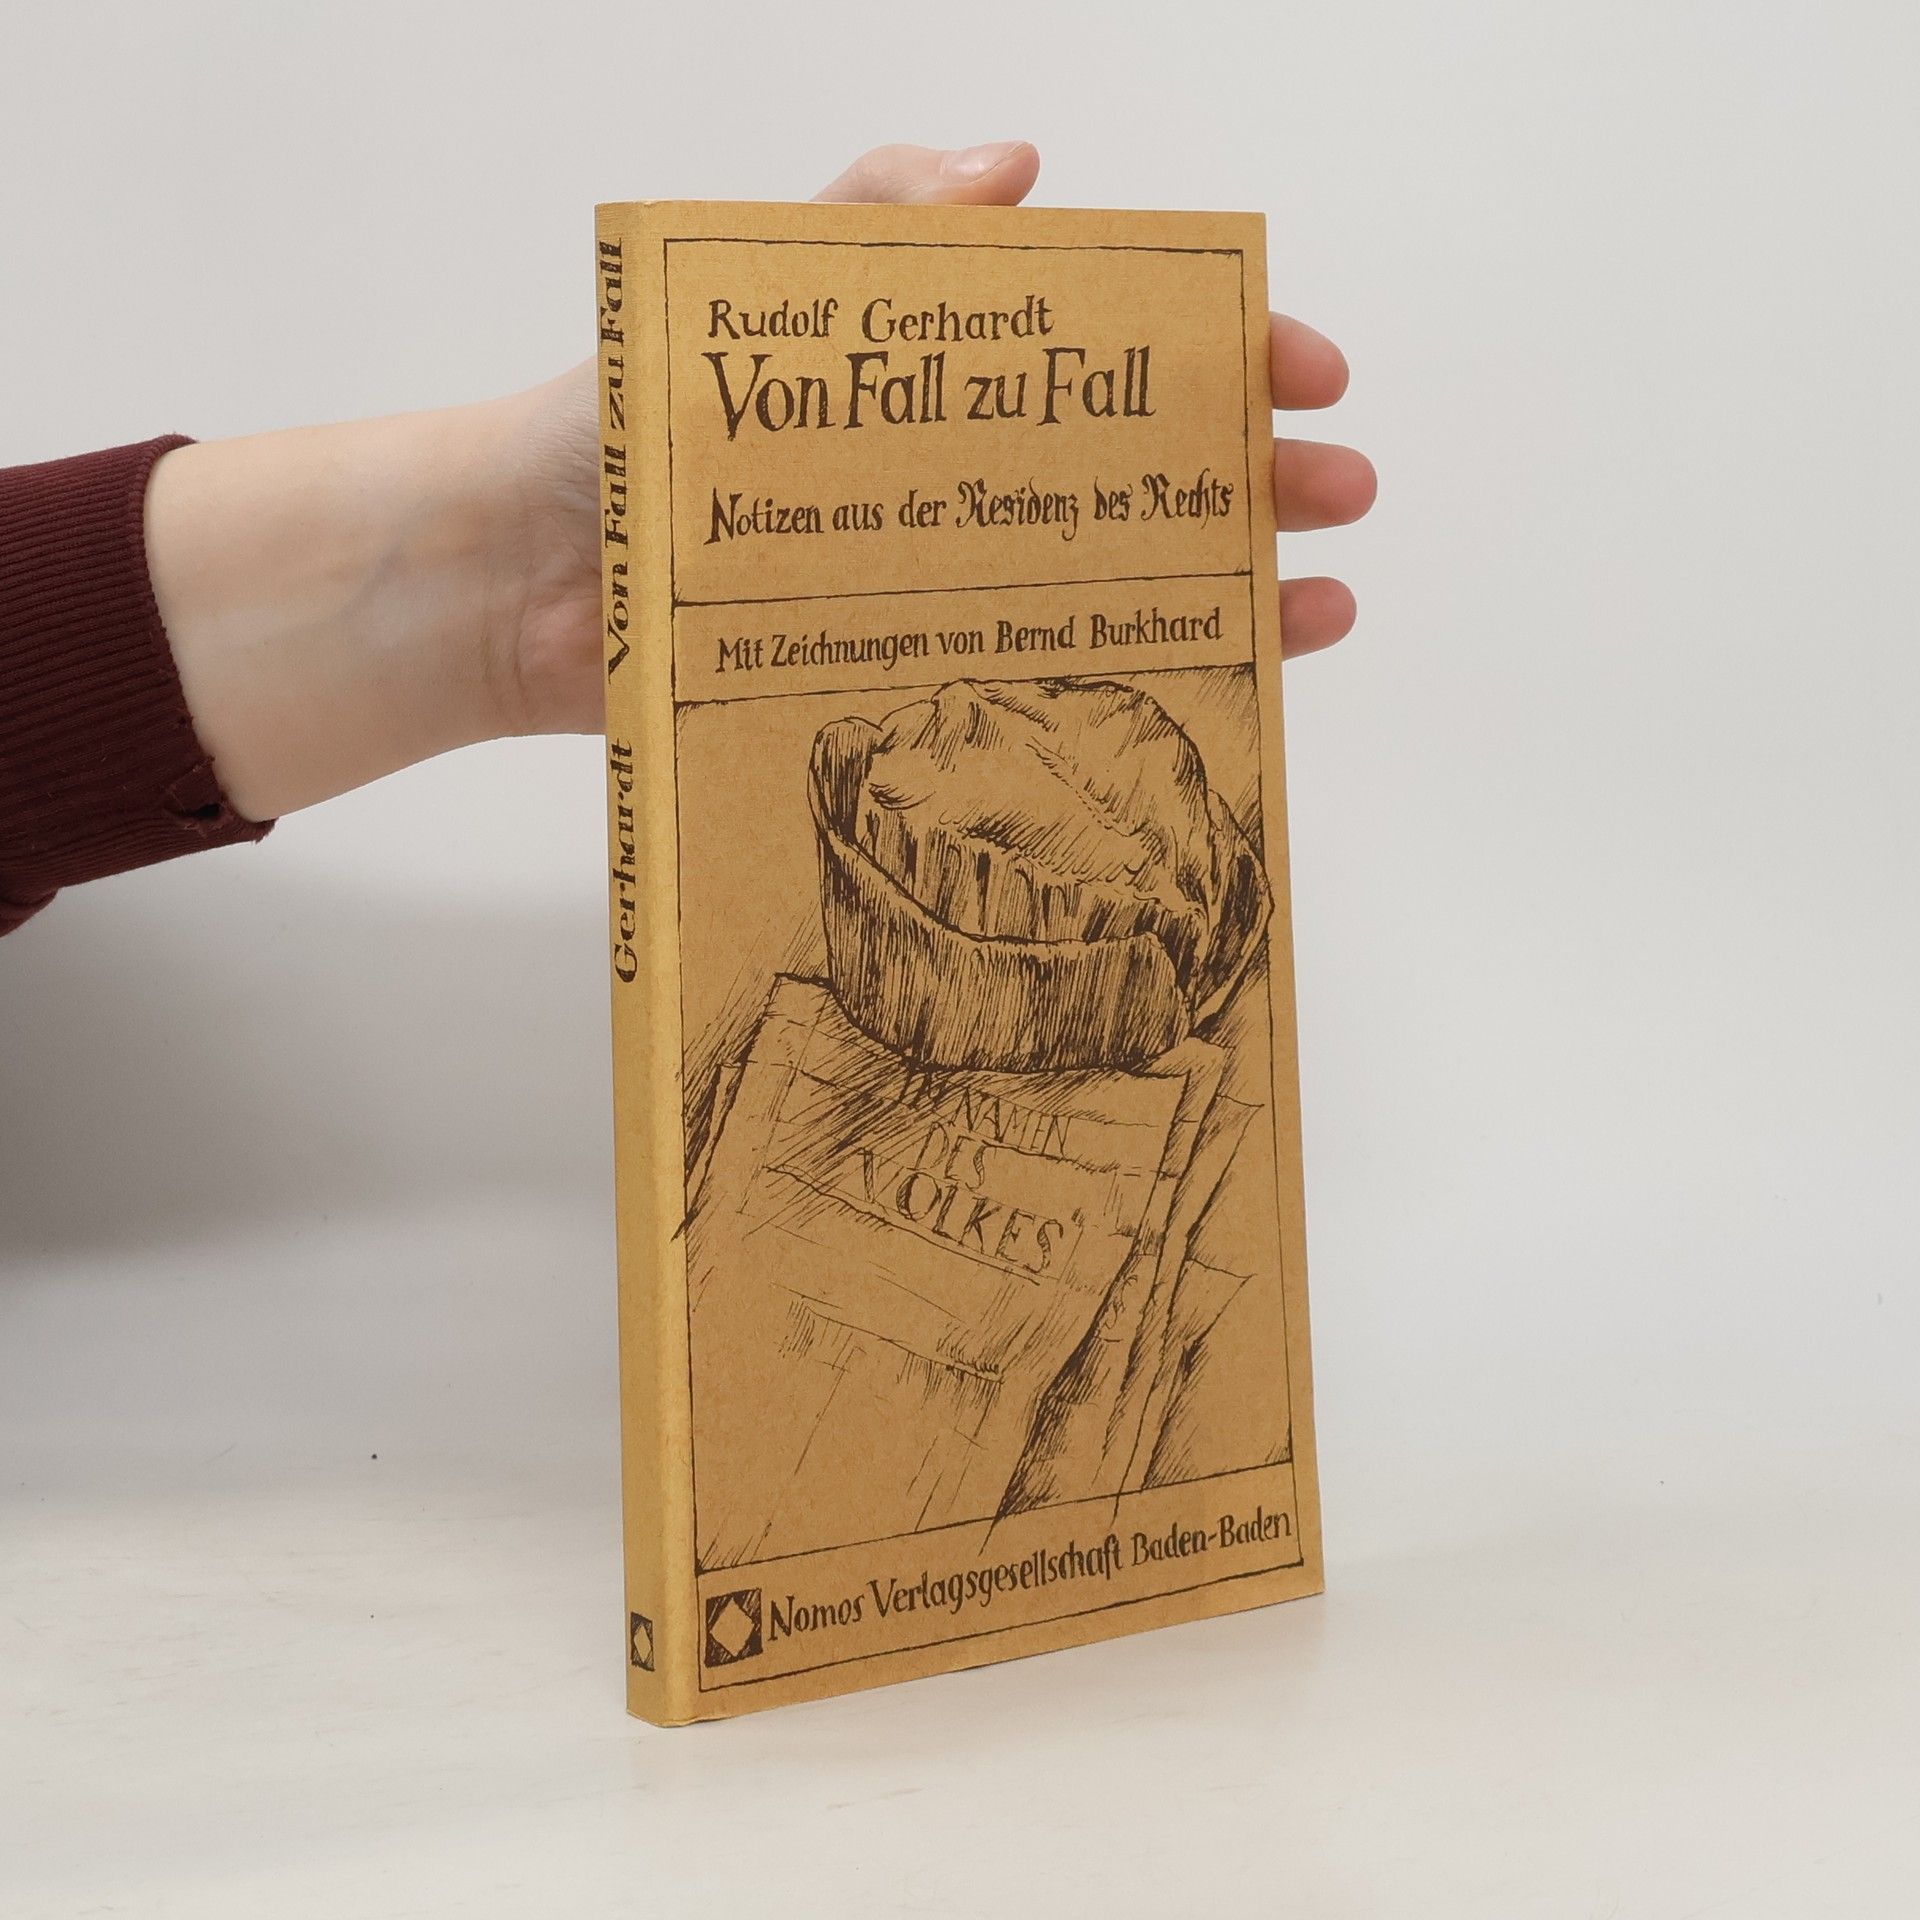 Gerhardt Von Fall zu Fall
Rudolf Gerhardt
Von Fall zu Fall
Notizen aus der Residenz des Rechts
Mit Zeichnungen von Bernd Burkhard
NAMEN
DES
VOLKES
Nomos Verlagsgesellschaft Baden-Baden